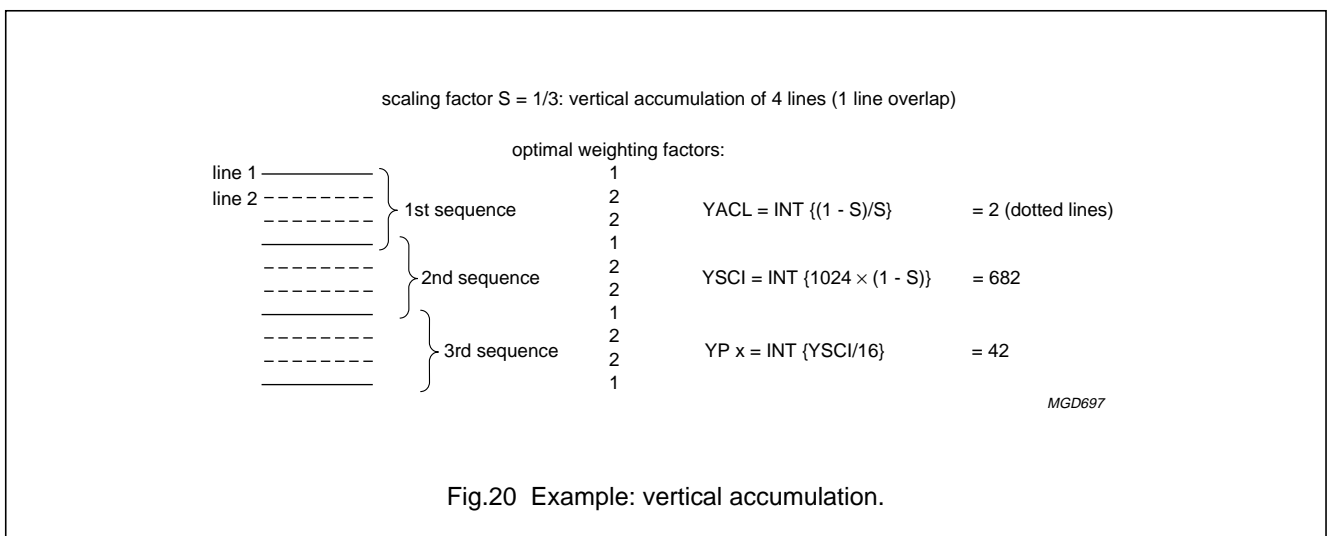 scaling factor S = 1/3: vertical accumulation of 4 lines (1 line overlap)
optimal weighting factors:
line 1
1
line 2
2
1st sequence
YACL = INT {(1 - S)/S} = 2 (dotted lines)
2
1
2
2nd sequence
YSCI = INT {1024 × (1 - S)} = 682
2
1
2
3rd sequence
YP x = INT {YSCI/16} = 42
2
1
MGD697
Fig.20 Example: vertical accumulation.